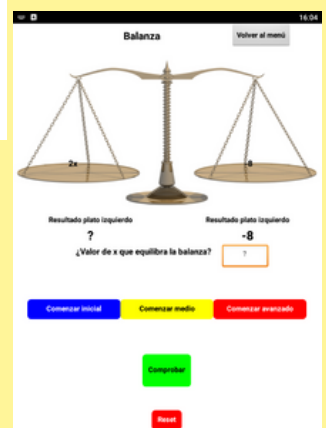 16:04
Balanza
Volver al menú
2x
-8
Resultado plato izquierdo
Resultado plato izquierdo
?
-8
¿Valor de x que equilibra la balanza?
?
Comenzar inicial
Comenzar medio
Comenzar avanzado
Comprobar
Reset